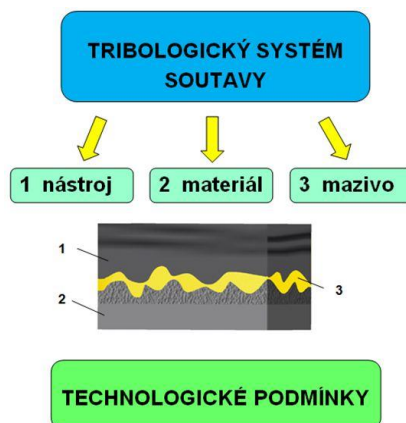 TRIBOLOGICKÝ SYSTÉM
SOUTAVY
1 nástroj
2 materiál
3 mazivo
1
3
2
TECHNOLOGICKÉ PODMÍNKY